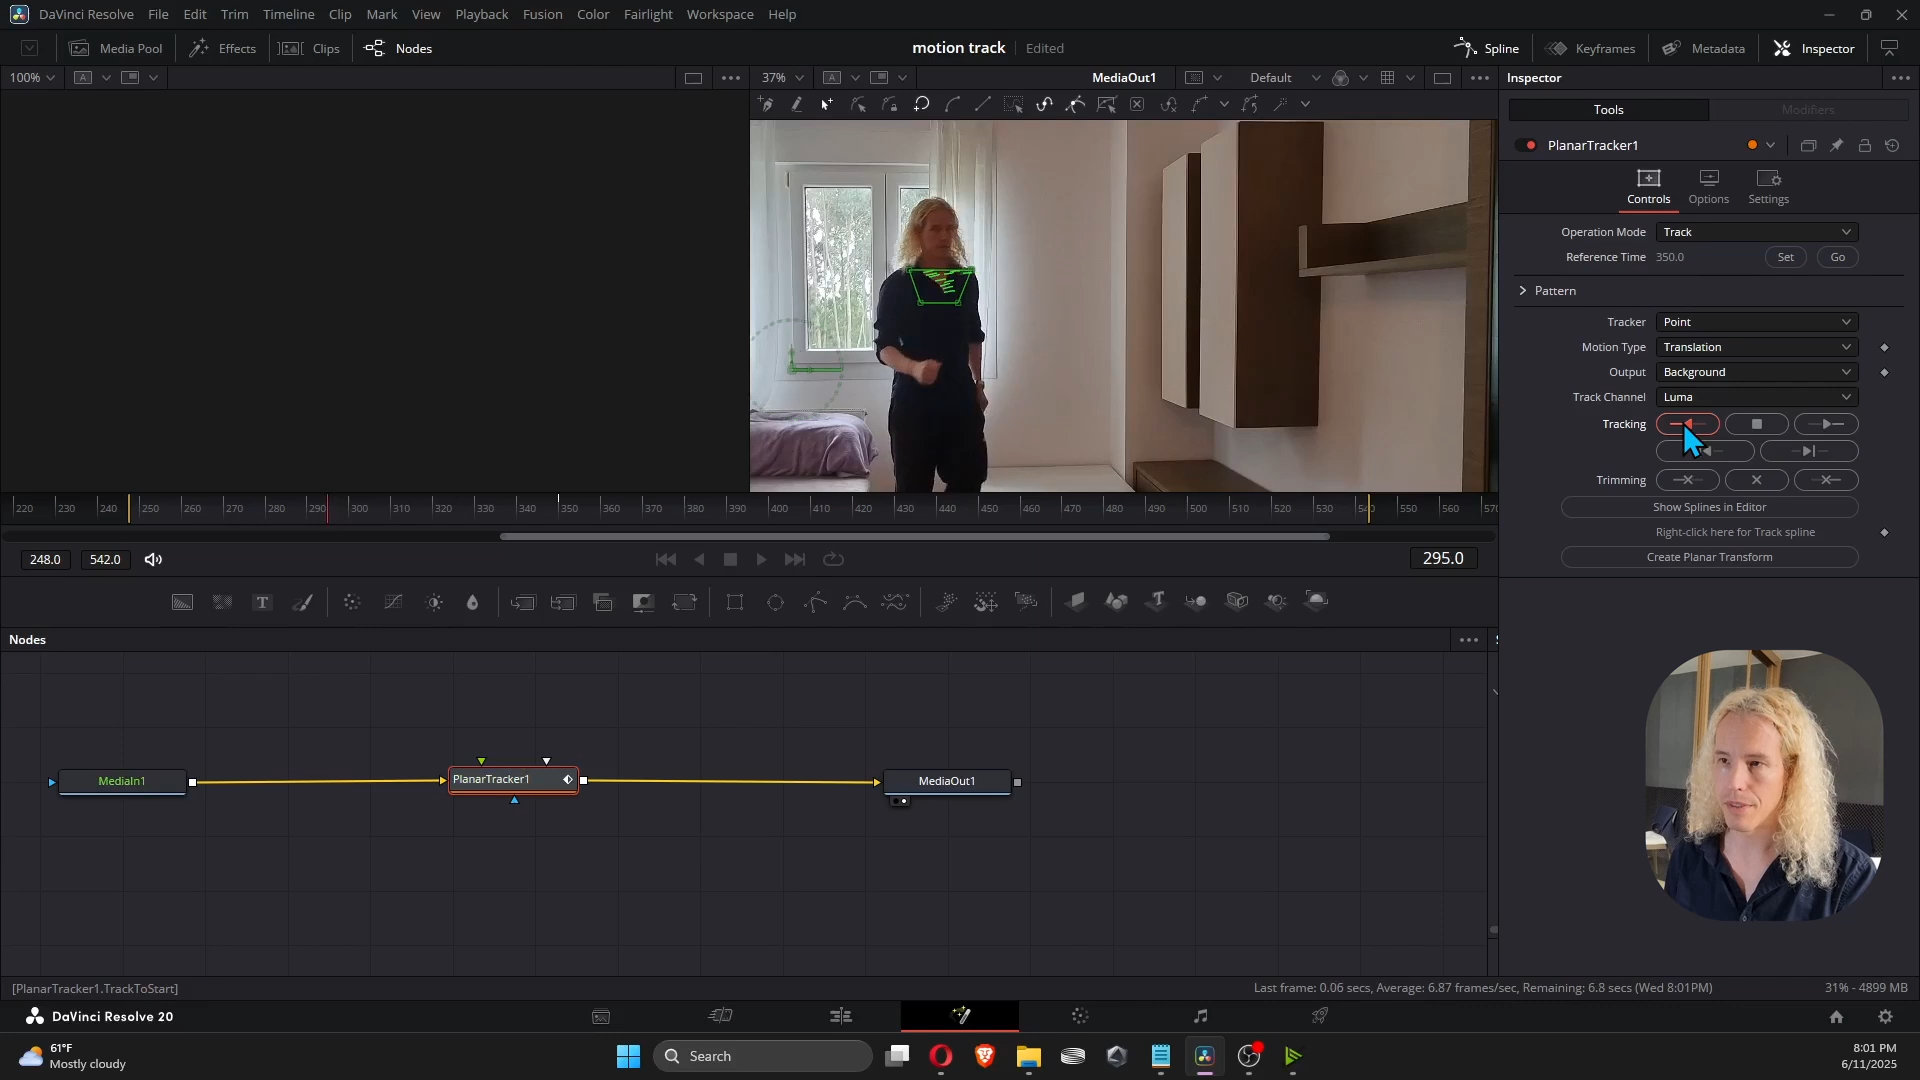 DaVinci Resolve File Edit Trim Timeline Clip Mark View Playback Fusion Color Fairlight Workspace Help
Media Pool Effects Clips Nodes motion track Edited Spline Keyframes Metadata Inspector
100% A 37% A MediaOut1 Default Inspector
Tools Modifiers
PlanarTracker1
Controls Options Settings
Operation Mode Track
Reference Time 350.0 Set Go
Pattern
Tracker Point
Motion Type Translation
Output Background
Track Channel Luma
Tracking
Trimming
220 230 240 250 260 270 280 290 300 310 320 330 340 350 360 370 380 390 400 410 420 430 440 450 460 470 480 490 500 510 520 530 540 550 560 570
Show Splines in Editor
Right-click here for Track spline
Create Planar Transform
248.0 542.0 295.0
T T
Nodes
MediaIn1 PlanarTracker1 MediaOut1
[PlanarTracker1.TrackToStart] Last frame: 0.06 secs, Average: 6.87 frames/sec, Remaining: 6.8 secs (Wed 8:01PM) 31% - 4899 MB
DaVinci Resolve 20
61°F
Mostly cloudy
Search
8:01 PM
6/11/2025